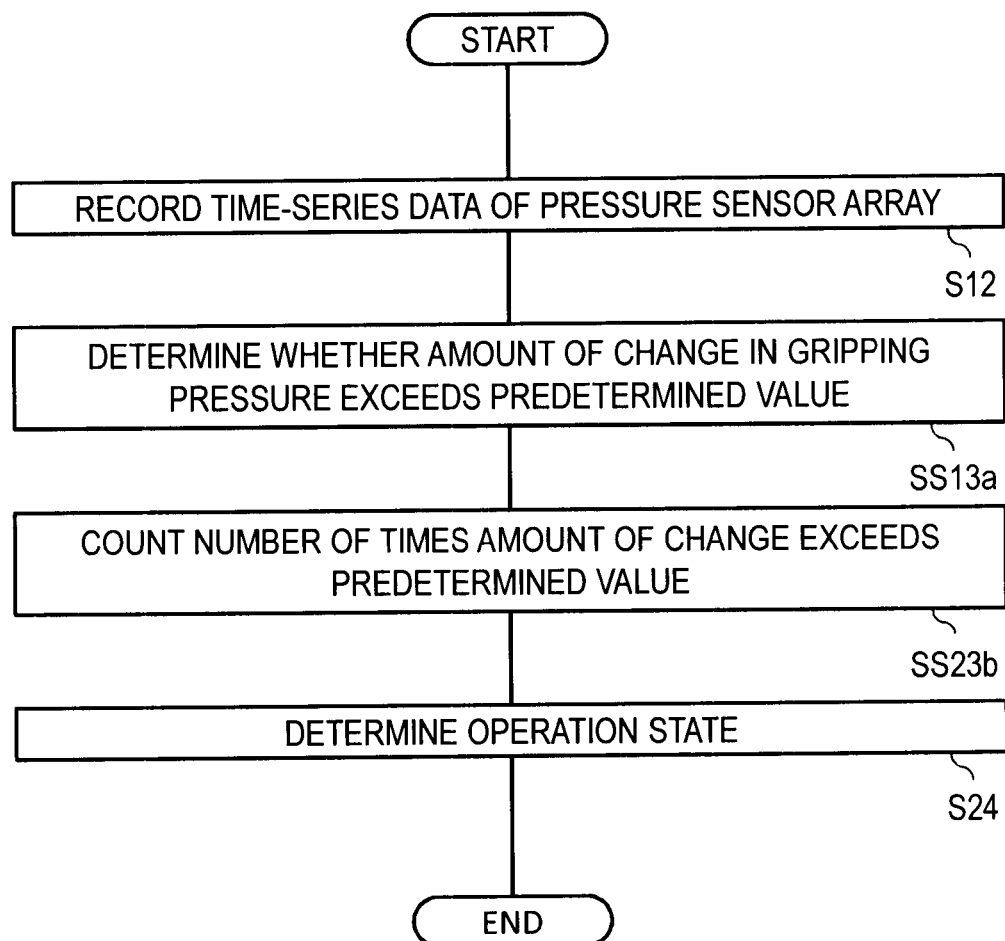 START
RECORD TIME-SERIES DATA OF PRESSURE SENSOR ARRAY
S12
DETERMINE WHETHER AMOUNT OF CHANGE IN GRIPPING
PRESSURE EXCEEDS PREDETERMINED VALUE
SS13a
COUNT NUMBER OF TIMES AMOUNT OF CHANGE EXCEEDS
PREDETERMINED VALUE
SS23b
DETERMINE OPERATION STATE
S24
END